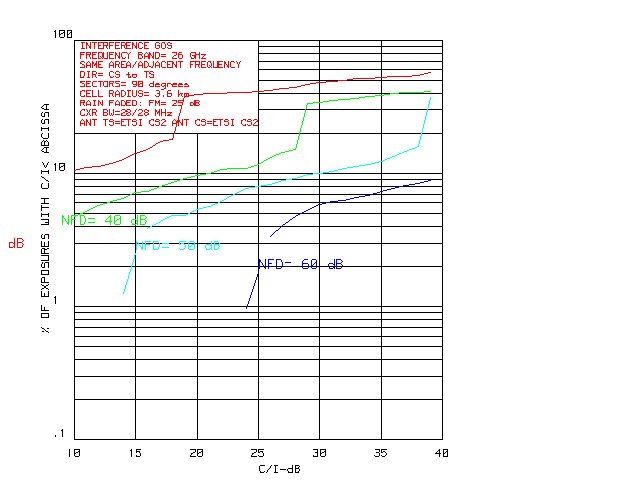 100
INTERFERENCE GOS
FREQUENCY BAND= 26 GHz
SAME AREA/ADJACENT FREQUENCY
DIR= CS to TS
SECTORS= 90 degrees
CELL RADIUS= 3.6 km
RAIN FADED: FM= 25 dB
CXR BW=28/28 MHz
ANT TS=ETSI CS2 ANT CS=ETSI CS2
10
NFD= 40 dB
dB
NFD= 50 dB
NFD= 60 dB
1
.1
% OF EXPOSURES WITH C/I< ABCISSA
10 15 20 25 30 35 40
C/I-dB